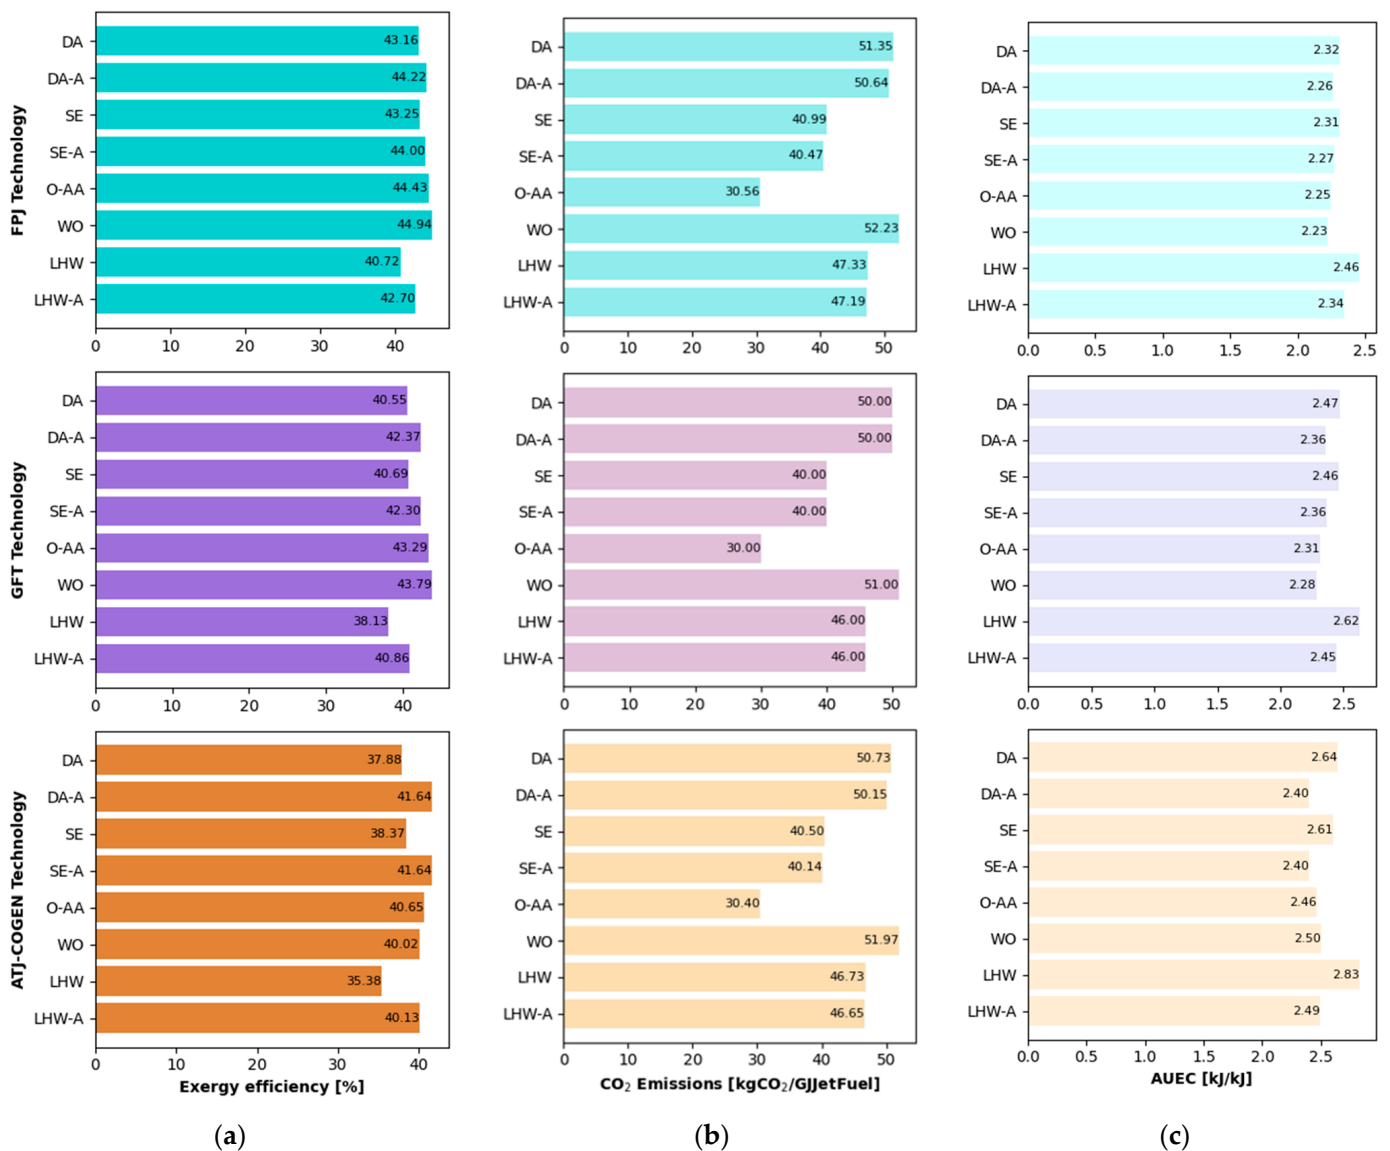 FPJ Technology
DA 43.16
DA-A 44.22
SE 43.25
SE-A 44.00
O-AA 44.43
WO 44.94
LHW 40.72
LHW-A 42.70
0 10 20 30 40
DA 51.35
DA-A 50.64
SE 40.99
SE-A 40.47
O-AA 30.56
WO 52.23
LHW 47.33
LHW-A 47.19
0 10 20 30 40 50
DA 2.32
DA-A 2.26
SE 2.31
SE-A 2.27
O-AA 2.25
WO 2.23
LHW 2.46
LHW-A 2.34
0.0 0.5 1.0 1.5 2.0 2.5
GFT Technology
DA 40.55
DA-A 42.37
SE 40.69
SE-A 42.30
O-AA 43.29
WO 43.79
LHW 38.13
LHW-A 40.86
0 10 20 30 40
DA 50.00
DA-A 50.00
SE 40.00
SE-A 40.00
O-AA 30.00
WO 51.00
LHW 46.00
LHW-A 46.00
0 10 20 30 40 50
DA 2.47
DA-A 2.36
SE 2.46
SE-A 2.36
O-AA 2.31
WO 2.28
LHW 2.62
LHW-A 2.45
0.0 0.5 1.0 1.5 2.0 2.5
ATJ-COGEN Technology
DA 37.88
DA-A 41.64
SE 38.37
SE-A 41.64
O-AA 40.65
WO 40.02
LHW 35.38
LHW-A 40.13
0 10 20 30 40
Exergy efficiency [%]
(a)
DA 50.73
DA-A 50.15
SE 40.50
SE-A 40.14
O-AA 30.40
WO 51.97
LHW 46.73
LHW-A 46.65
0 10 20 30 40 50
CO₂ Emissions [kgCO₂/GJJetFuel]
(b)
DA 2.64
DA-A 2.40
SE 2.61
SE-A 2.40
O-AA 2.46
WO 2.50
LHW 2.83
LHW-A 2.49
0.0 0.5 1.0 1.5 2.0 2.5
AUEC [kJ/kJ]
(c)